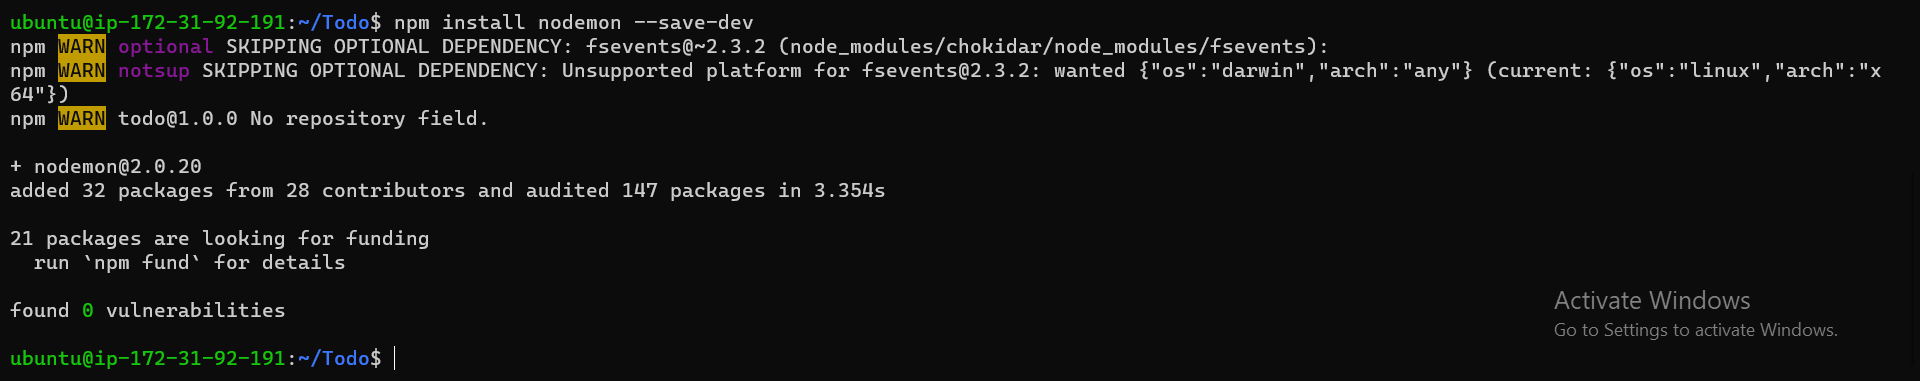 ubuntu@ip-172-31-92-191:~/Todo$ npm install nodemon --save-dev
npm WARN optional SKIPPING OPTIONAL DEPENDENCY: fsevents@~2.3.2 (node_modules/chokidar/node_modules/fsevents):
npm WARN notsup SKIPPING OPTIONAL DEPENDENCY: Unsupported platform for fsevents@2.3.2: wanted {"os":"darwin","arch":"any"} (current: {"os":"linux","arch":"x
64"})
npm WARN todo@1.0.0 No repository field.
+ nodemon@2.0.20
added 32 packages from 28 contributors and audited 147 packages in 3.354s
21 packages are looking for funding
  run `npm fund` for details
found 0 vulnerabilities
Activate Windows
Go to Settings to activate Windows.
ubuntu@ip-172-31-92-191:~/Todo$